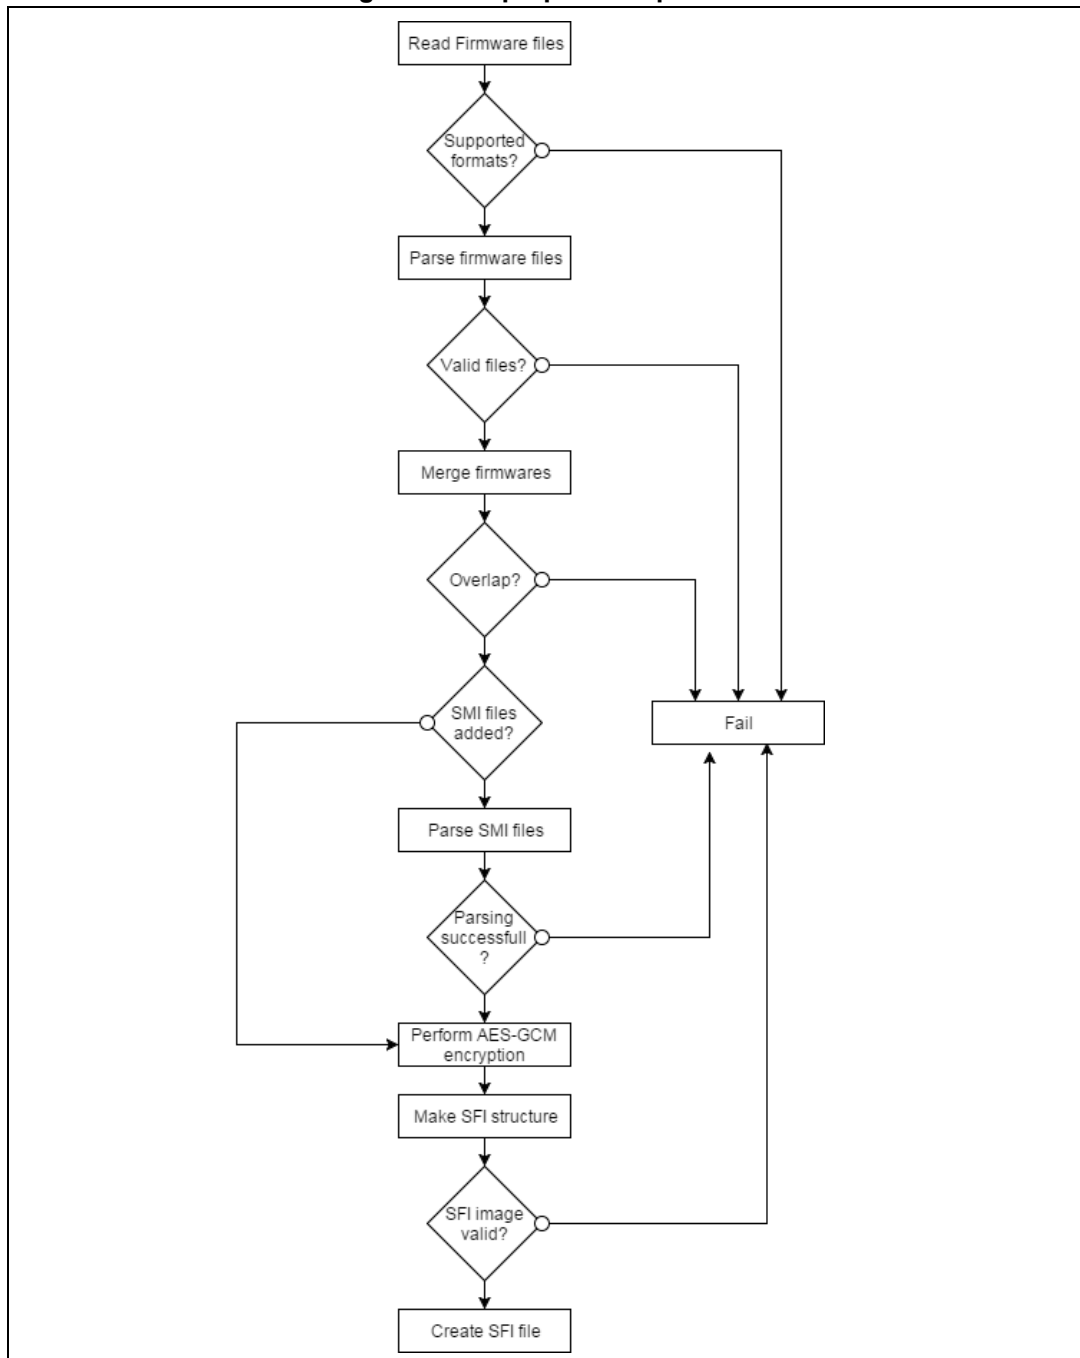 Read Firmware files
Supported
formats?
Parse firmware files
Valid files?
Merge firmwares
Overlap?
SMI files
added?
Fail
Parse SMI files
Parsing
successfull
?
Perform AES-GCM
encryption
Make SFI structure
SFI image
valid?
Create SFI file